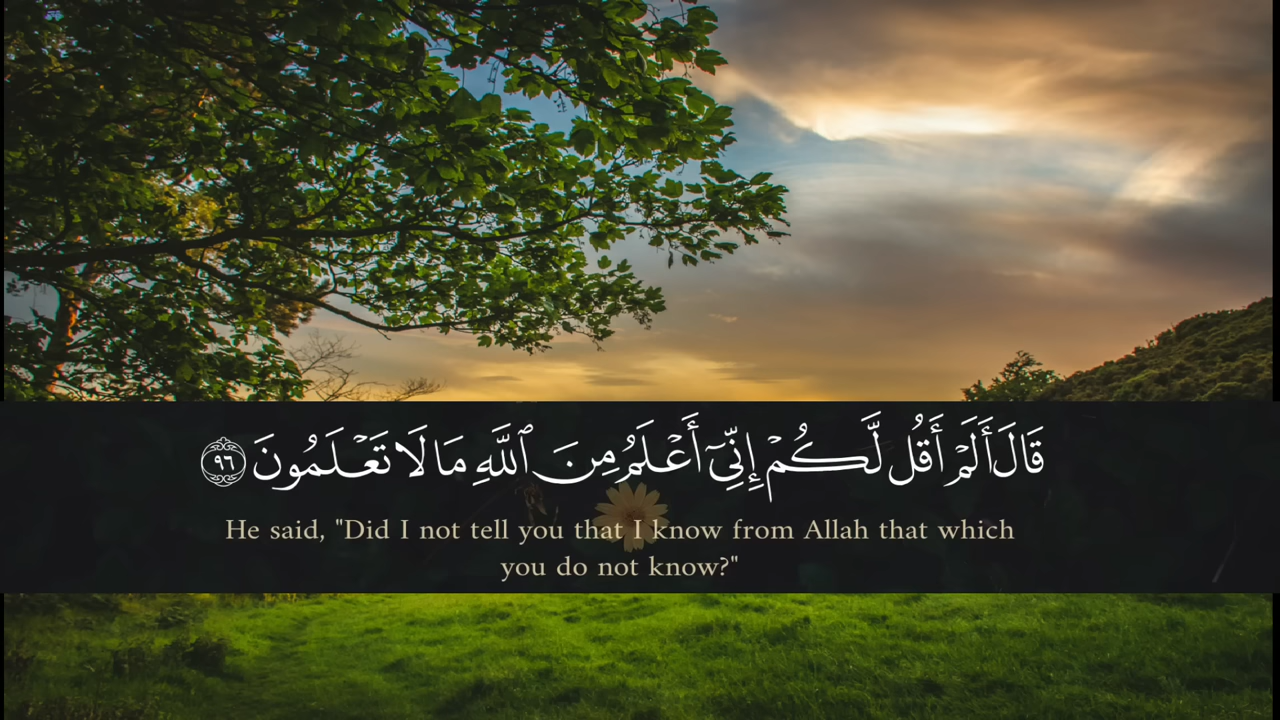 قَالَ أَلَمْ أَقُل لَّكُمْ إِنِّىٓ أَعْلَمُ مِنَ ٱللَّهِ مَا لَا تَعْلَمُونَ ٩٦
He said, "Did I not tell you that I know from Allah that which
you do not know?"